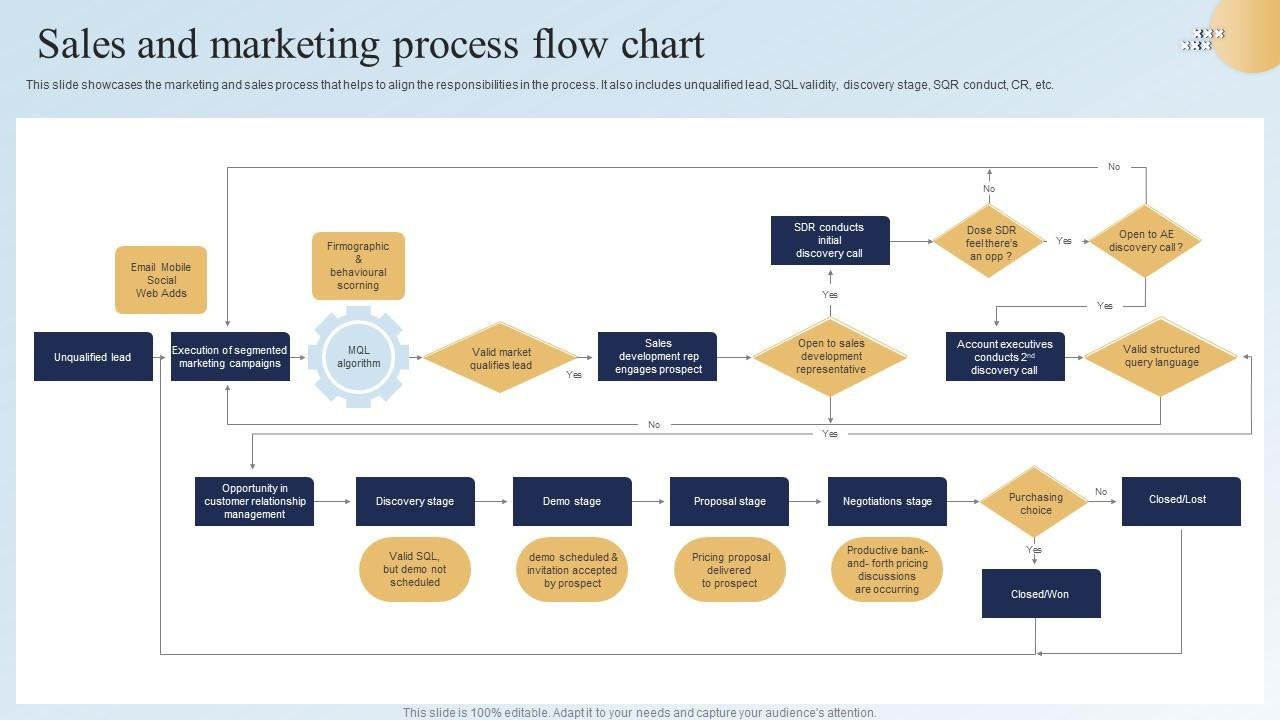 Sales and marketing process flow chart
This slide showcases the marketing and sales process that helps to align the responsibilities in the process. It also includes unqualified lead, SQL validity, discovery stage, SQR conduct, CR, etc.
No
No
SDR conducts
initial
discovery call
Dose SDR
feel there's
an opp ?
Yes
Open to AE
discovery call ?
Email Mobile
Social
Web Adds
Firmographic
&
behavioural
scorning
Yes
Yes
Unqualified lead
Execution of segmented
marketing campaigns
MQL
algorithm
Valid market
qualifies lead
Yes
Sales
development rep
engages prospect
Open to sales
development
representative
Account executives
conducts 2nd
discovery call
Valid structured
query language
No
Yes
Opportunity in
customer relationship
management
Discovery stage
Demo stage
Proposal stage
Negotiations stage
Purchasing
choice
No
Closed/Lost
Valid SQL,
but demo not
scheduled
demo scheduled &
invitation accepted
by prospect
Pricing proposal
delivered
to prospect
Productive bank-
and- forth pricing
discussions
are occurring
Yes
Closed/Won
This slide is 100% editable. Adapt it to your needs and capture your audience's attention.